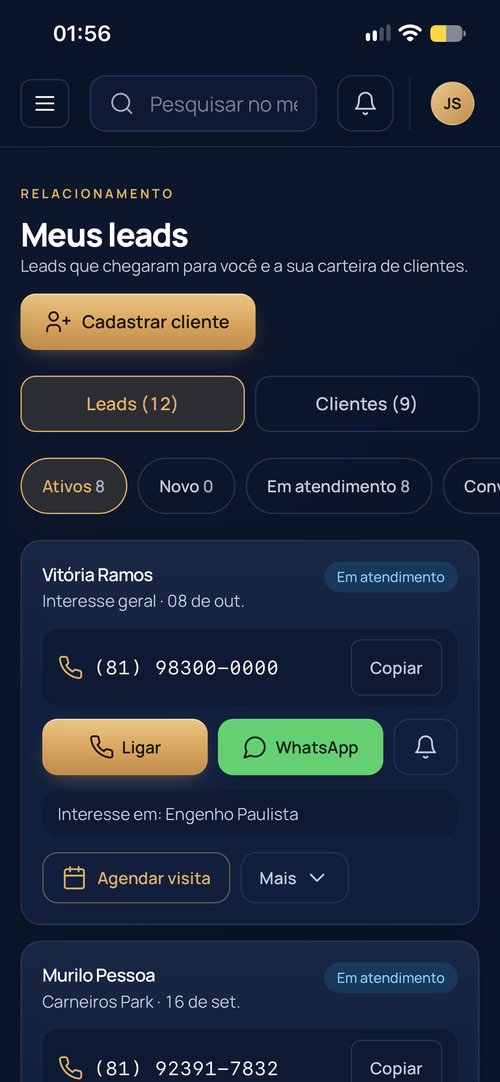 01:56
Pesquisar no me
JS
RELACIONAMENTO
Meus leads
Leads que chegaram para você e a sua carteira de clientes.
Cadastrar cliente
Leads (12)
Clientes (9)
Ativos 8
Novo 0
Em atendimento 8
Conv
Vitória Ramos
Em atendimento
Interesse geral · 08 de out.
(81) 98300-0000
Copiar
Ligar
WhatsApp
Interesse em: Engenho Paulista
Agendar visita
Mais
Murilo Pessoa
Em atendimento
Carneiros Park · 16 de set.
(81) 92391-7832
Copiar